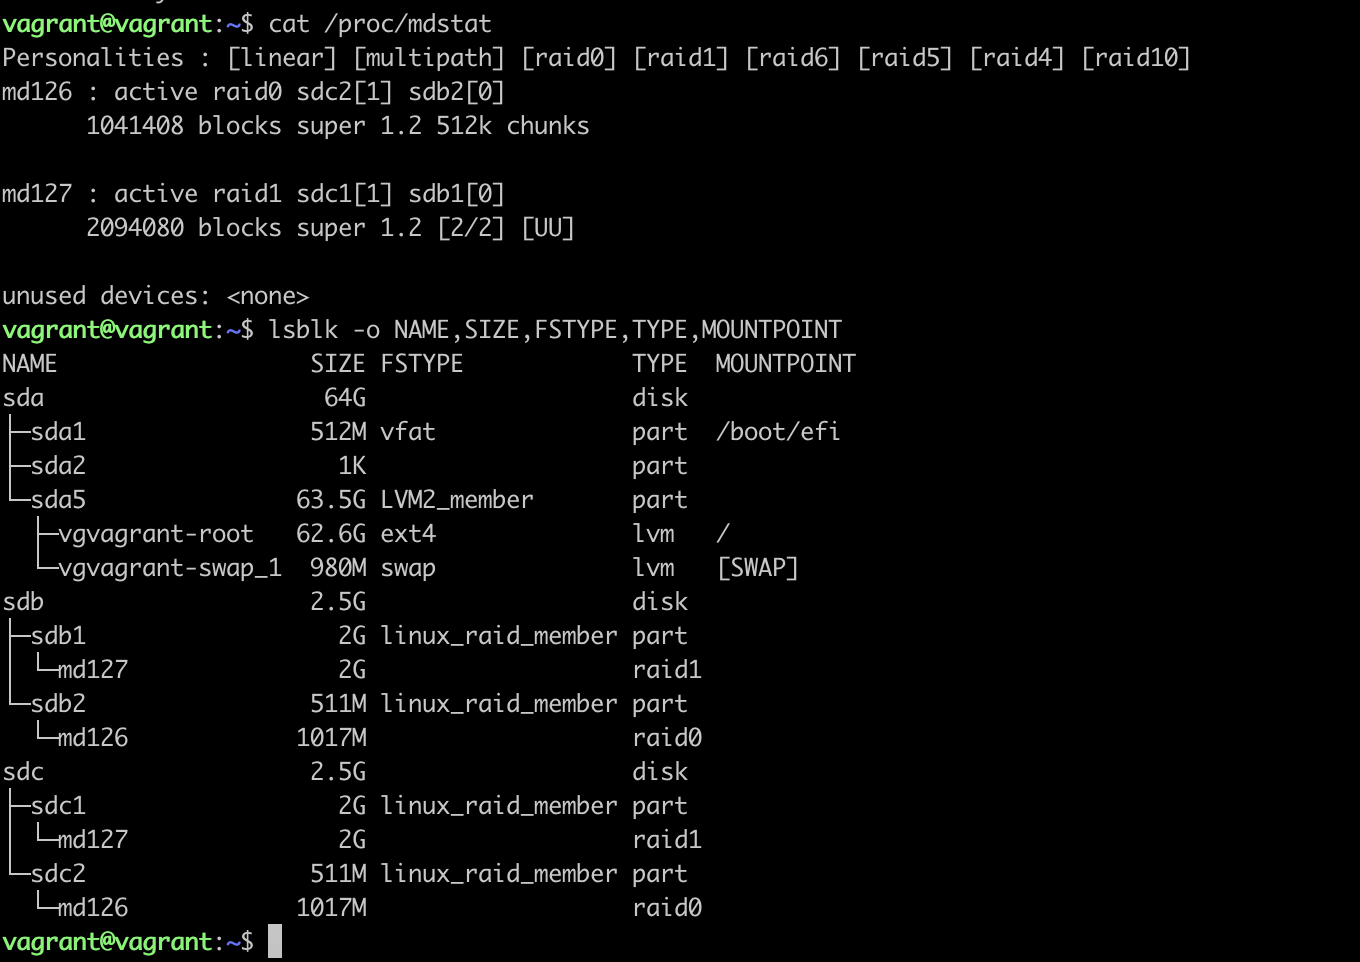 vagrant@vagrant:~$ cat /proc/mdstat
Personalities : [linear] [multipath] [raid0] [raid1] [raid6] [raid5] [raid4] [raid10]
md126 : active raid0 sdc2[1] sdb2[0]
      1041408 blocks super 1.2 512k chunks

md127 : active raid1 sdc1[1] sdb1[0]
      2094080 blocks super 1.2 [2/2] [UU]

unused devices: <none>
vagrant@vagrant:~$ lsblk -o NAME,SIZE,FSTYPE,TYPE,MOUNTPOINT
NAME                  SIZE FSTYPE            TYPE  MOUNTPOINT
sda                    64G                   disk
├─sda1                512M vfat              part  /boot/efi
├─sda2                  1K                   part
└─sda5               63.5G LVM2_member       part
  ├─vgvagrant-root   62.6G ext4              lvm   /
  └─vgvagrant-swap_1  980M swap              lvm   [SWAP]
sdb                   2.5G                   disk
├─sdb1                  2G linux_raid_member part
│ └─md127               2G                   raid1
└─sdb2                511M linux_raid_member part
  └─md126            1017M                   raid0
sdc                   2.5G                   disk
├─sdc1                  2G linux_raid_member part
│ └─md127               2G                   raid1
└─sdc2                511M linux_raid_member part
  └─md126            1017M                   raid0
vagrant@vagrant:~$